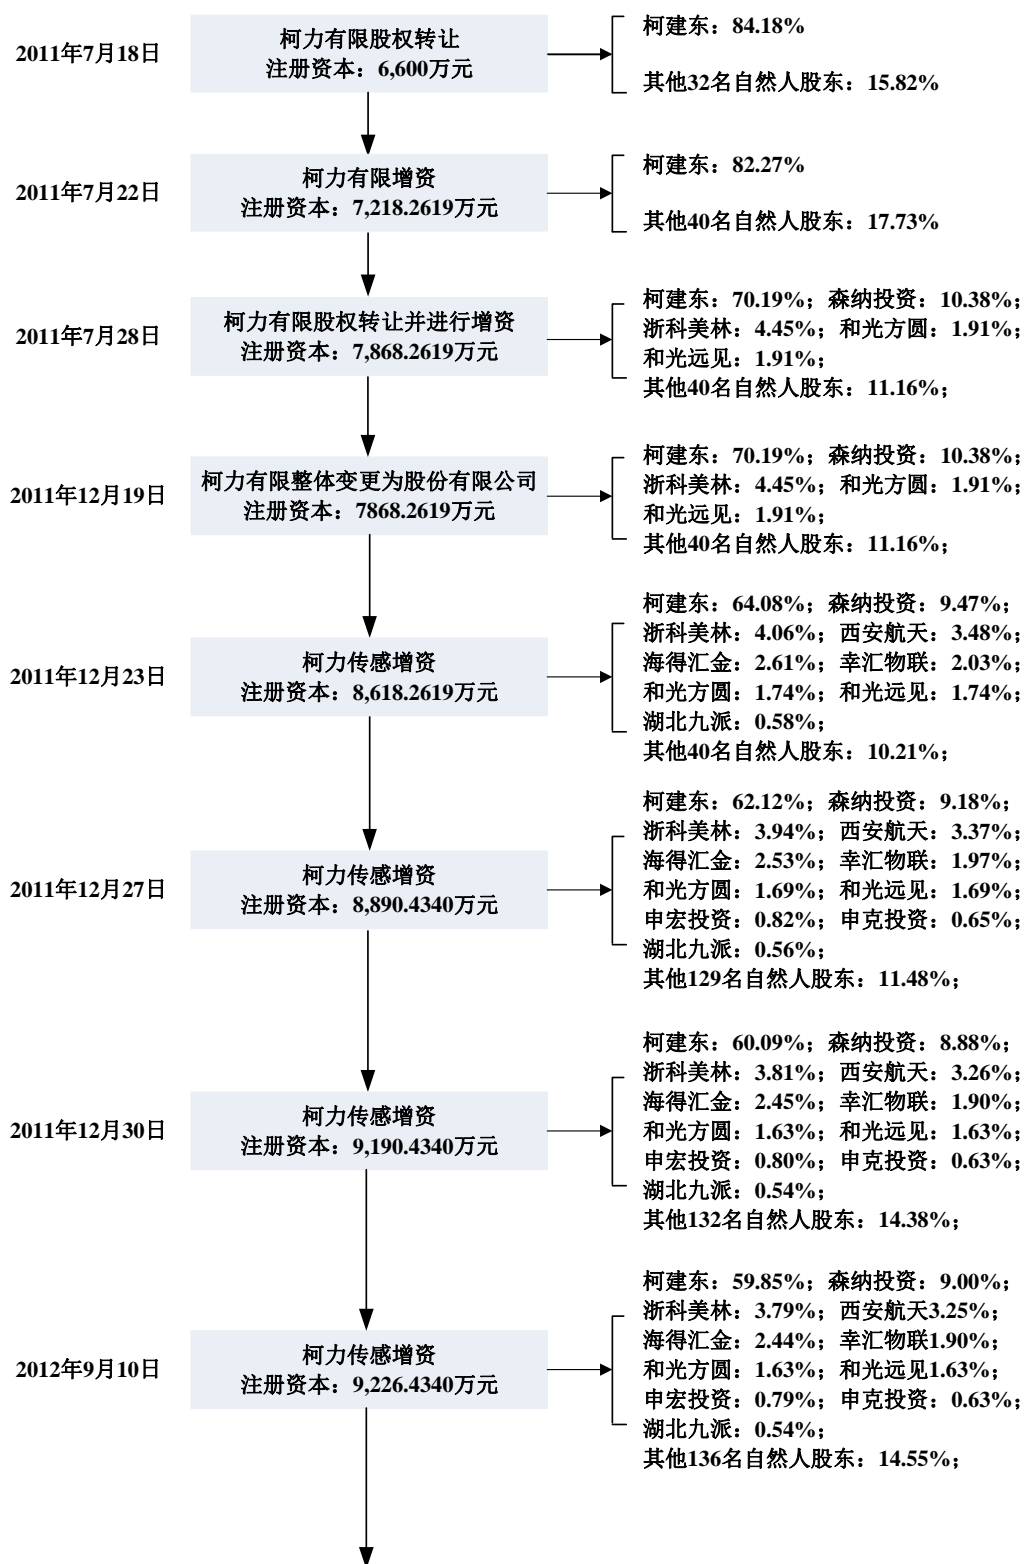 2011年7月18日
柯力有限股权转让
注册资本：6,600万元
柯建东：84.18%
其他32名自然人股东：15.82%
2011年7月22日
柯力有限增资
注册资本：7,218.2619万元
柯建东：82.27%
其他40名自然人股东：17.73%
2011年7月28日
柯力有限股权转让并进行增资
注册资本：7,868.2619万元
柯建东：70.19%；森纳投资：10.38%；
浙科美林：4.45%；和光方圆：1.91%；
和光远见：1.91%；
其他40名自然人股东：11.16%；
2011年12月19日
柯力有限整体变更为股份有限公司
注册资本：7868.2619万元
柯建东：70.19%；森纳投资：10.38%；
浙科美林：4.45%；和光方圆：1.91%；
和光远见：1.91%；
其他40名自然人股东：11.16%；
2011年12月23日
柯力传感增资
注册资本：8,618.2619万元
柯建东：64.08%；森纳投资：9.47%；
浙科美林：4.06%；西安航天：3.48%；
海得汇金：2.61%；幸汇物联：2.03%；
和光方圆：1.74%；和光远见：1.74%；
湖北九派：0.58%；
其他40名自然人股东：10.21%；
2011年12月27日
柯力传感增资
注册资本：8,890.4340万元
柯建东：62.12%；森纳投资：9.18%；
浙科美林：3.94%；西安航天：3.37%；
海得汇金：2.53%；幸汇物联：1.97%；
和光方圆：1.69%；和光远见：1.69%；
申宏投资：0.82%；申克投资：0.65%；
湖北九派：0.56%；
其他129名自然人股东：11.48%；
2011年12月30日
柯力传感增资
注册资本：9,190.4340万元
柯建东：60.09%；森纳投资：8.88%；
浙科美林：3.81%；西安航天：3.26%；
海得汇金：2.45%；幸汇物联：1.90%；
和光方圆：1.63%；和光远见：1.63%；
申宏投资：0.80%；申克投资：0.63%；
湖北九派：0.54%；
其他132名自然人股东：14.38%；
2012年9月10日
柯力传感增资
注册资本：9,226.4340万元
柯建东：59.85%；森纳投资：9.00%；
浙科美林：3.79%；西安航天3.25%；
海得汇金：2.44%；幸汇物联1.90%；
和光方圆：1.63%；和光远见1.63%；
申宏投资：0.79%；申克投资：0.63%；
湖北九派：0.54%；
其他136名自然人股东：14.55%；